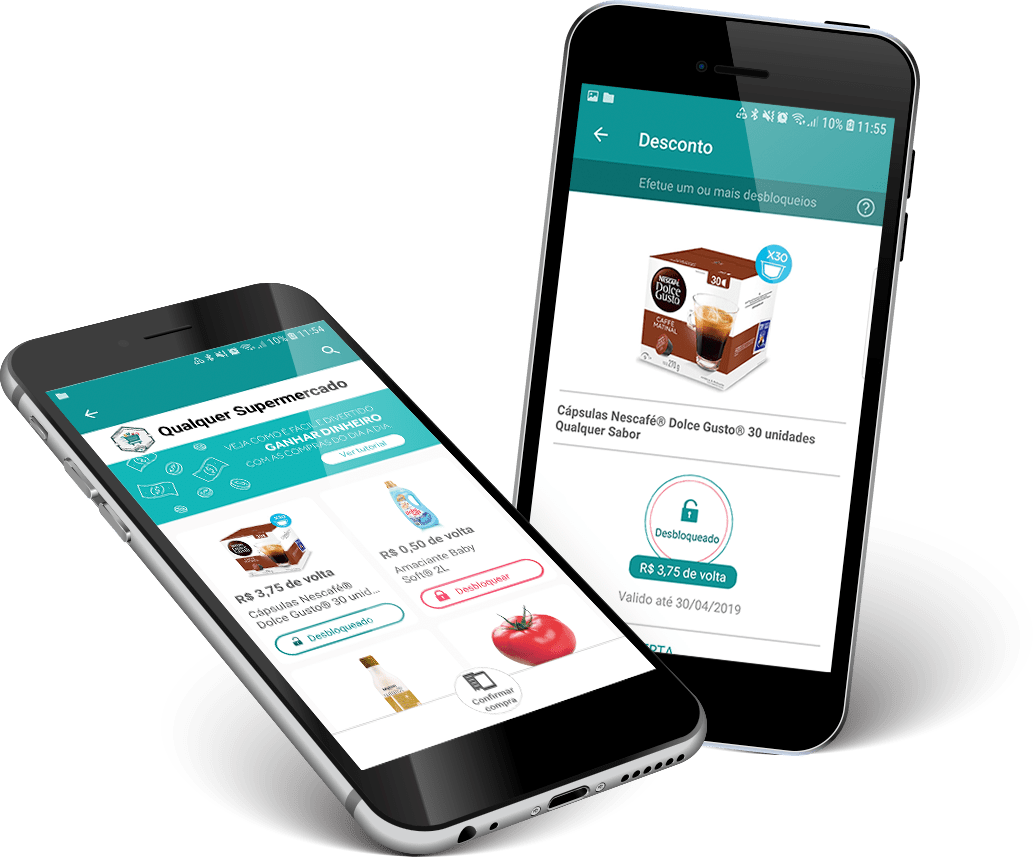 11:54
10%
Qualquer Supermercado
VEJA COMO É FÁCIL E DIVERTIDO
GANHAR DINHEIRO
COM AS COMPRAS DO DIA A DIA
Ver tutorial
X30
R$ 3,75 de volta
Cápsulas Nescafé®
Dolce Gusto® 30 unid...
Desbloqueado
R$ 0,50 de volta
Amaciante Baby
Soft® 2L
Desbloquear
Confirmar
compra
10% 11:55
Desconto
Efetue um ou mais desbloqueios
?
X30
NESCAFÉ
Dolce
Gusto
30
CAFFÈ
MATINAL
270 g
Cápsulas Nescafé® Dolce Gusto® 30 unidades
Qualquer Sabor
Desbloqueado
R$ 3,75 de volta
Valido até 30/04/2019